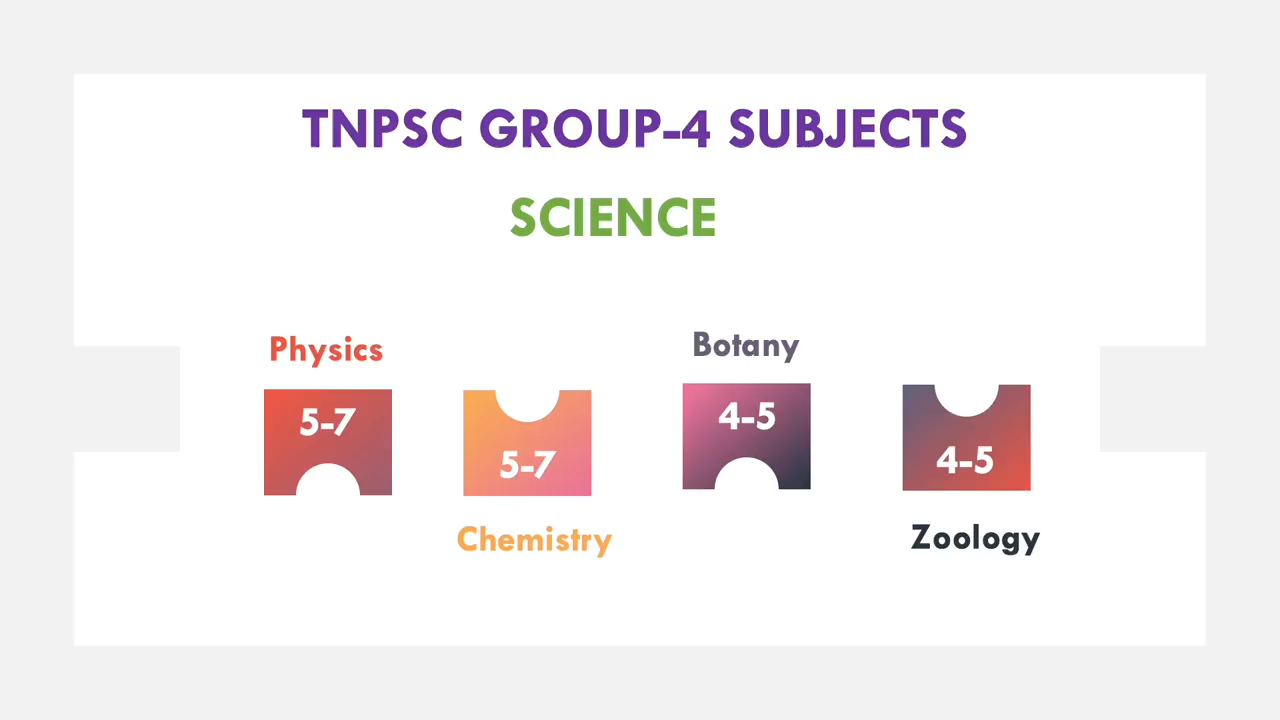 TNPSC GROUP-4 SUBJECTS
SCIENCE
Physics
5-7
5-7
Chemistry
Botany
4-5
4-5
Zoology